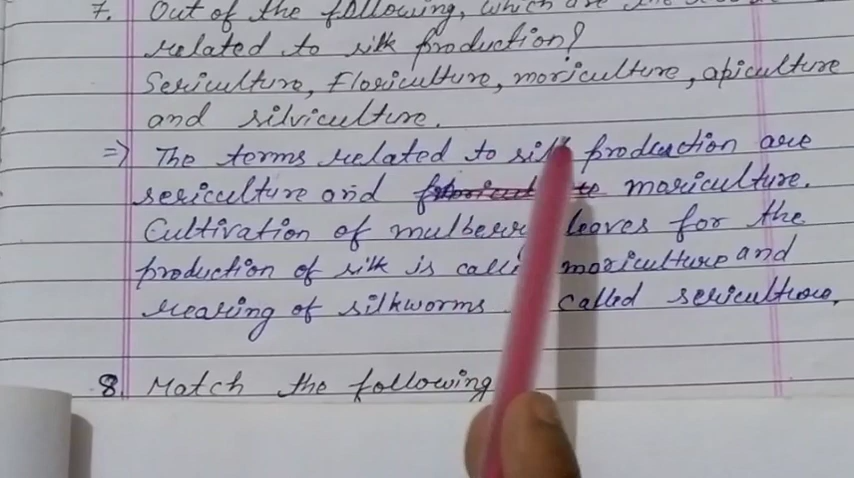 7. Out of the following, which are the
related to silk production?
Sericulture, Floriculture, moriculture, apiculture
and silviculture.
=> The terms related to silk production are
sericulture and moriculture.
Cultivation of mulberry leaves for the
production of silk is called moriculture and
rearing of silkworms called sericulture.
8. Match the following